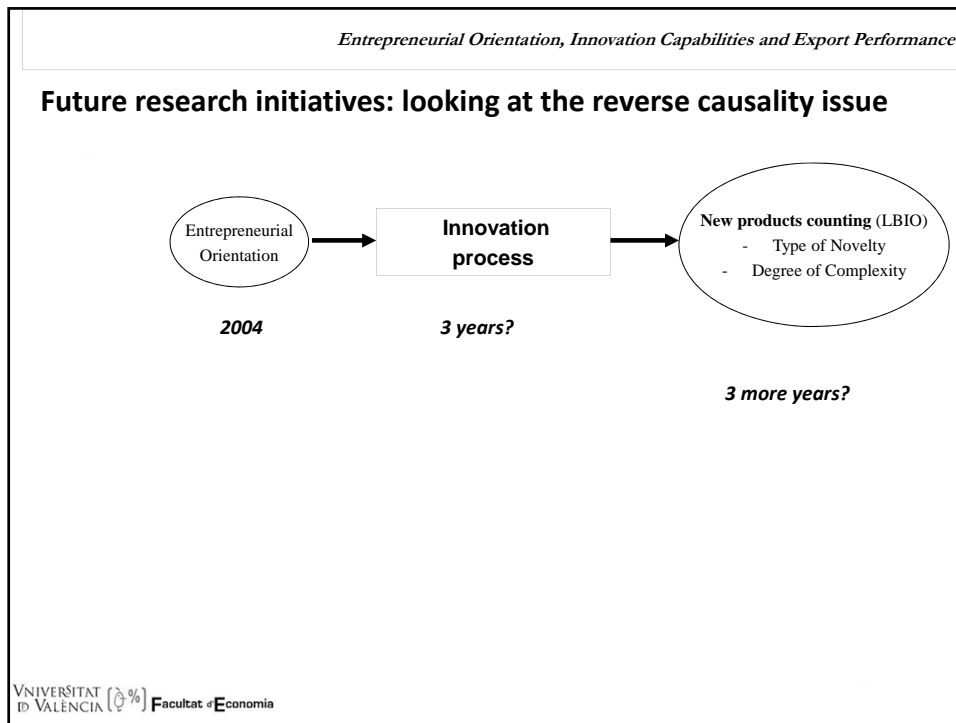 Entrepreneurial Orientation, Innovation Capabilities and Export Performance
Future research initiatives: looking at the reverse causality issue
Entrepreneurial
Orientation
Innovation
process
New products counting (LBIO)
- Type of Novelty
- Degree of Complexity
2004
3 years?
3 more years?
VNIVERSITAT
ID VALÈNCIA
Facultat d'Economia